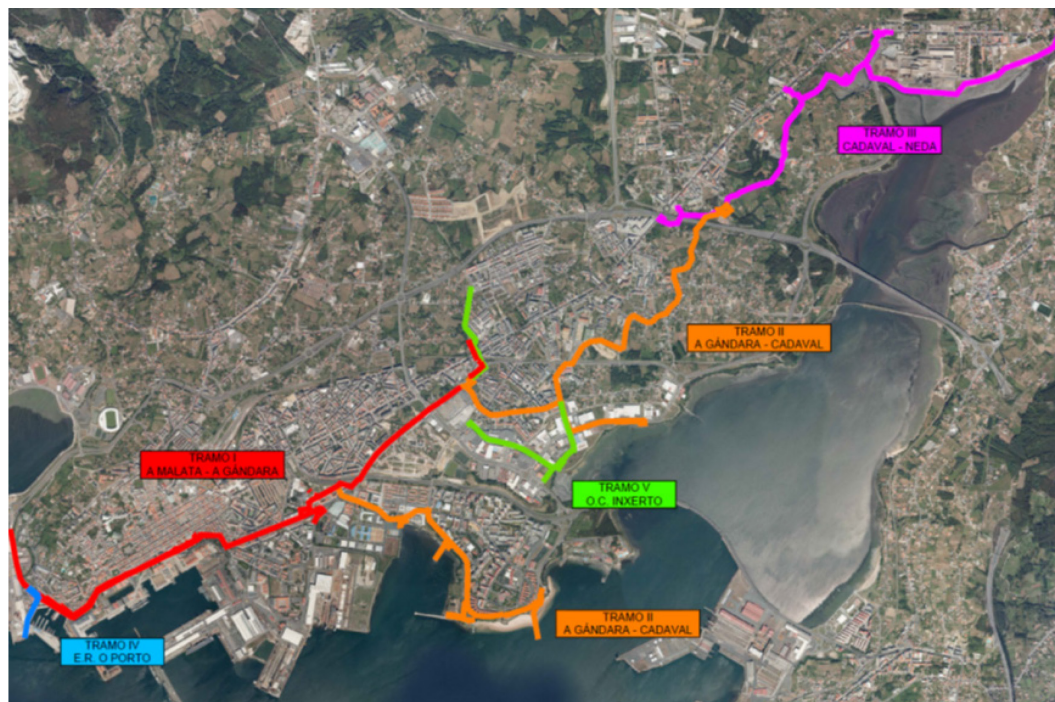 TRAMO III
CADAVAL - NEDA
TRAMO II
A GÁNDARA - CADAVAL
TRAMO I
A MALATA - A GÁNDARA
TRAMO V
O.C. INXERTO
TRAMO II
A GÁNDARA - CADAVAL
TRAMO IV
E.R. O PORTO